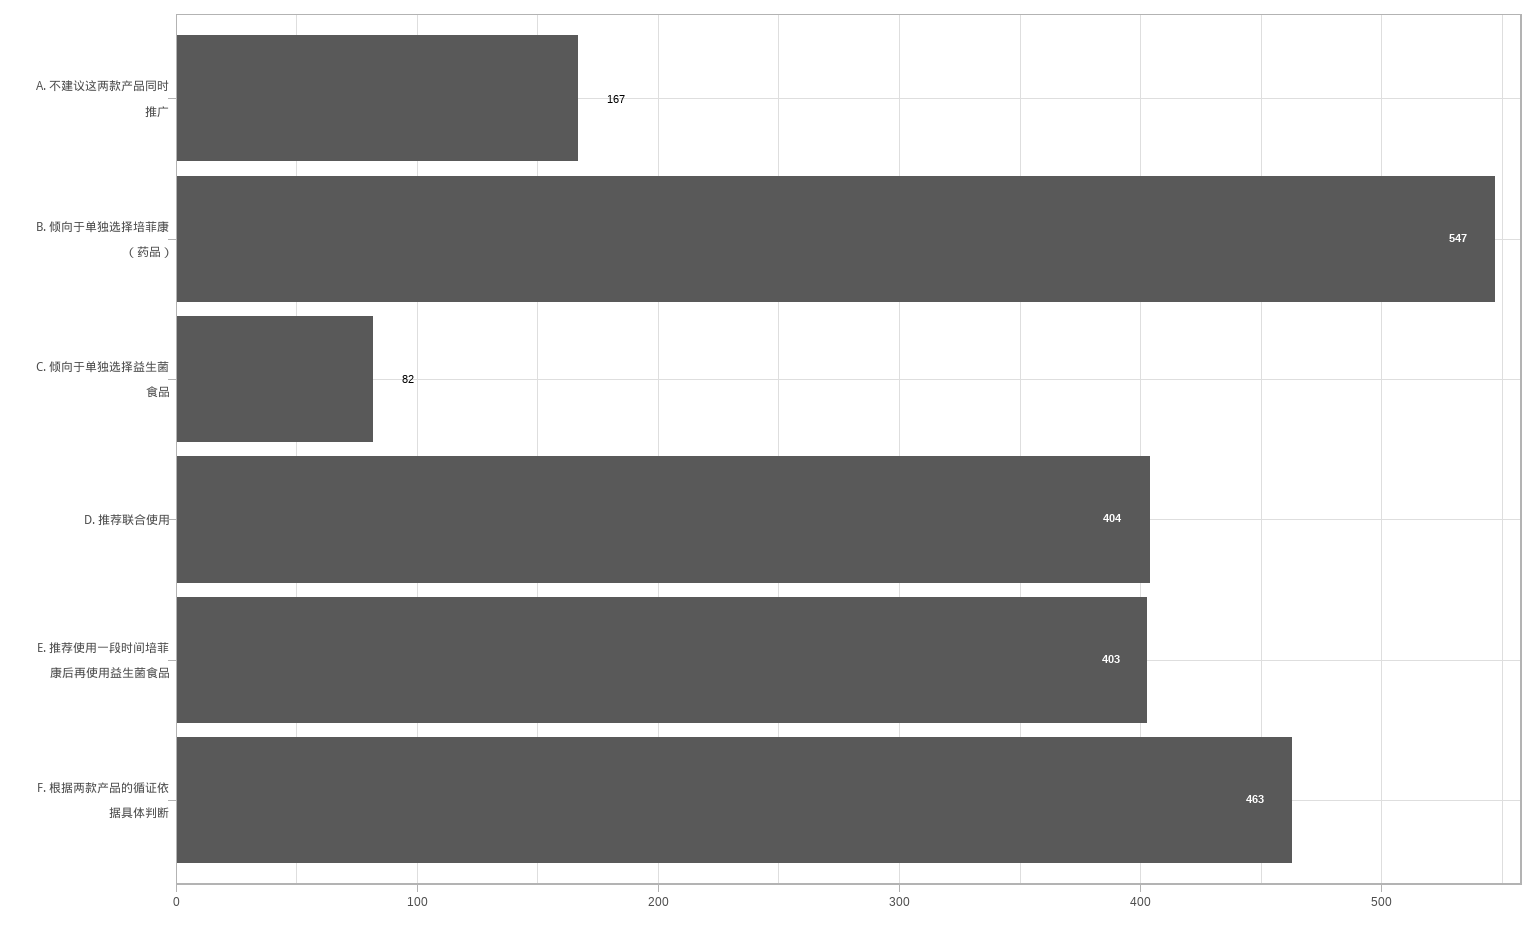 A. 不建议这两款产品同时
推广
167
B. 倾向于单独选择培菲康
（药品）
547
C. 倾向于单独选择益生菌
食品
82
D. 推荐联合使用
404
E. 推荐使用一段时间培菲
康后再使用益生菌食品
403
F. 根据两款产品的循证依
据具体判断
463
0 100 200 300 400 500